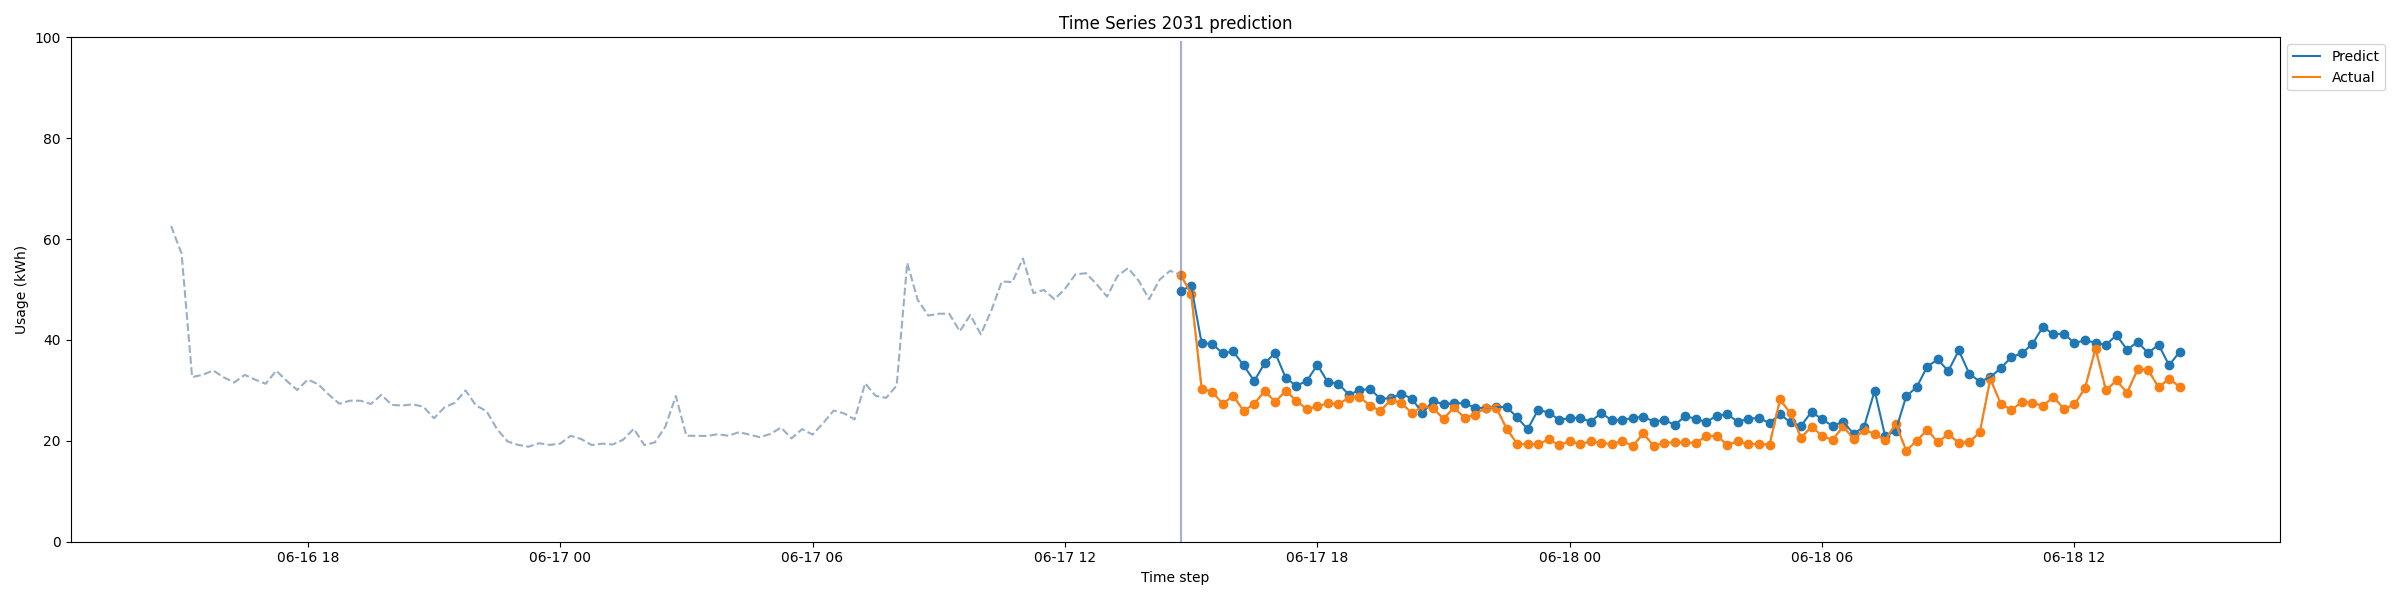 Time Series 2031 prediction
100
80
60
40
20
0
Usage (kWh)
06-16 18
06-17 00
06-17 06
06-17 12
06-17 18
06-18 00
06-18 06
06-18 12
Time step
Predict
Actual